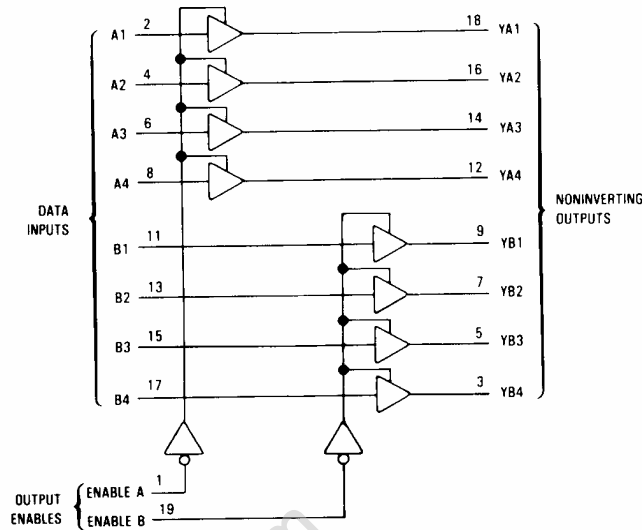 A1 2 18 YA1
A2 4 16 YA2
A3 6 14 YA3
A4 8 12 YA4
DATA
INPUTS
NONINVERTING
OUTPUTS
B1 11 9 YB1
B2 13 7 YB2
B3 15 5 YB3
B4 17 3 YB4
OUTPUT
ENABLES
ENABLE A 1
ENABLE B 19